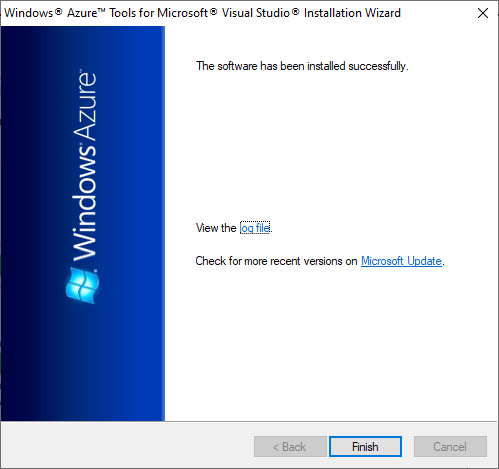 Windows® Azure™ Tools for Microsoft® Visual Studio® Installation Wizard
Windows Azure™
The software has been installed successfully.
View the log file.
Check for more recent versions on Microsoft Update.
< Back
Finish
Cancel